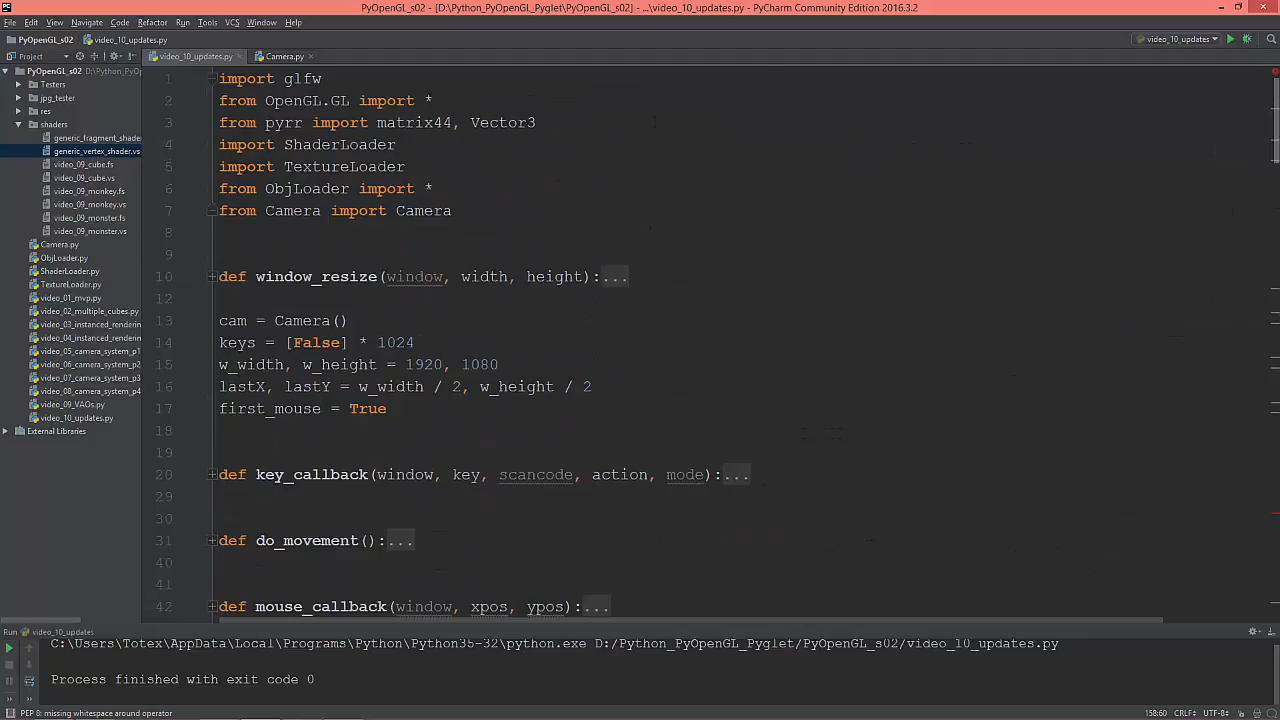 PyOpenGL_s02 - [D:\Python_PyOpenGL_Pyglet\PyOpenGL_s02] - ...\video_10_updates.py - PyCharm Community Edition 2016.3.2
File Edit View Navigate Code Refactor Run Tools VCS Window Help
PyOpenGL_s02 video_10_updates.py
video_10_updates
Project
video_10_updates.py
Camera.py
PyOpenGL_s02 D:\Python_PyO
Testers
jpg_tester
res
shaders
generic_fragment_shade
generic_vertex_shader.vs
video_09_cube.fs
video_09_cube.vs
video_09_monkey.fs
video_09_monkey.vs
video_09_monster.fs
video_09_monster.vs
Camera.py
ObjLoader.py
ShaderLoader.py
TextureLoader.py
video_01_mvp.py
video_02_multiple_cubes.py
video_03_instanced_renderin
video_04_instanced_renderin
video_05_camera_system_p1
video_06_camera_system_p2
video_07_camera_system_p3
video_08_camera_system_p4
video_09_VAOs.py
video_10_updates.py
External Libraries
1 import glfw
2 from OpenGL.GL import *
3 from pyrr import matrix44, Vector3
4 import ShaderLoader
5 import TextureLoader
6 from ObjLoader import *
7 from Camera import Camera
8
9
10 def window_resize(window, width, height):...
12
13 cam = Camera()
14 keys = [False] * 1024
15 w_width, w_height = 1920, 1080
16 lastX, lastY = w_width / 2, w_height / 2
17 first_mouse = True
18
19
20 def key_callback(window, key, scancode, action, mode):...
29
30
31 def do_movement():...
40
41
42 def mouse_callback(window, xpos, ypos):...
Run video_10_updates
C:\Users\Totex\AppData\Local\Programs\Python\Python35-32\python.exe D:/Python_PyOpenGL_Pyglet/PyOpenGL_s02/video_10_updates.py
Process finished with exit code 0
PEP 8: missing whitespace around operator
158:60 CRLF÷ UTF-8÷